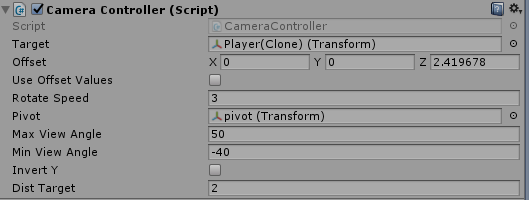 Camera Controller (Script)
Script CameraController
Target Player(Clone) (Transform)
Offset X 0 Y 0 Z 2.419678
Use Offset Values
Rotate Speed 3
Pivot pivot (Transform)
Max View Angle 50
Min View Angle -40
Invert Y
Dist Target 2